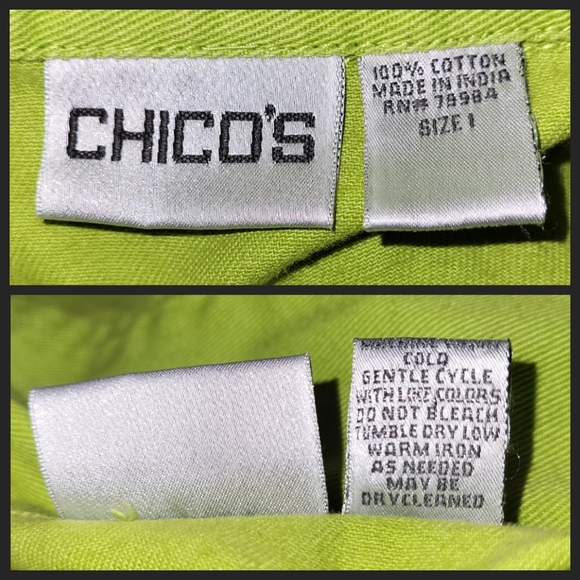 CHICO'S
100% COTTON
MADE IN INDIA
RN# 79984
SIZE 1
COLD
GENTLE CYCLE
WITH LIKE COLORS
DO NOT BLEACH
TUMBLE DRY LOW
WARM IRON
AS NEEDED
MAY BE
DRYCLEANED